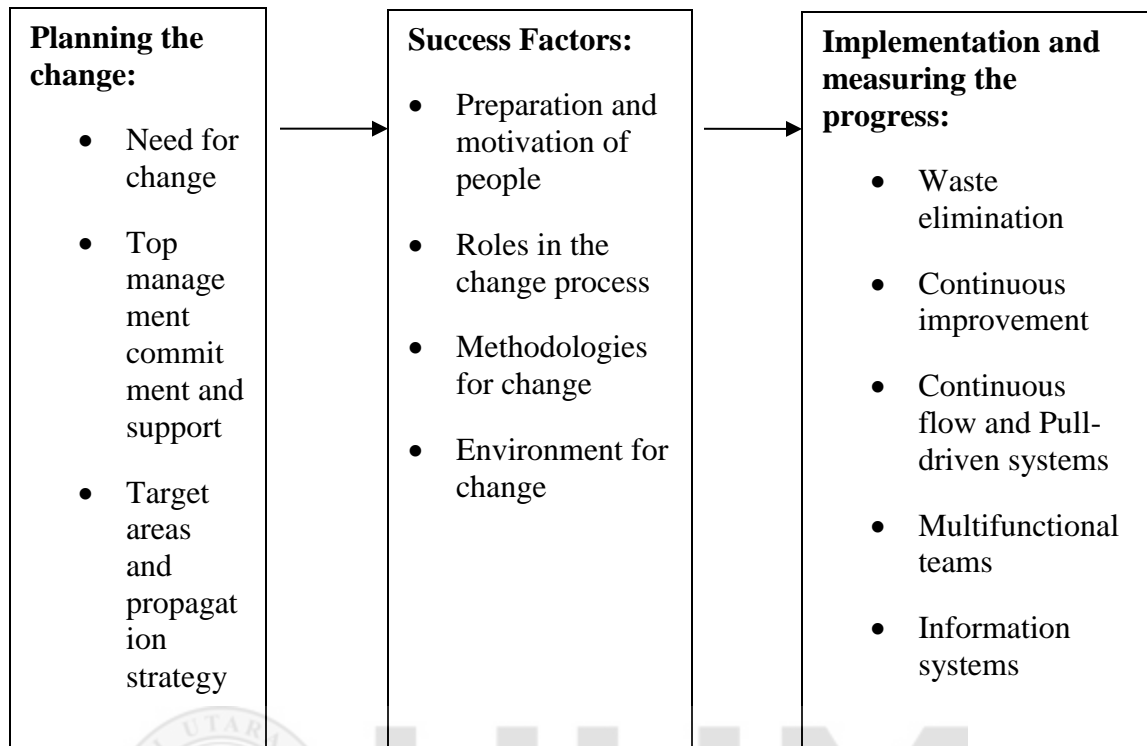 Planning the
change:
• Need for
change
• Top
manage
ment
commit
ment and
support
• Target
areas
and
propagat
ion
strategy
Success Factors:
• Preparation and
motivation of
people
• Roles in the
change process
• Methodologies
for change
• Environment for
change
Implementation and
measuring the
progress:
• Waste
elimination
• Continuous
improvement
• Continuous
flow and Pull-
driven systems
• Multifunctional
teams
• Information
systems
UTARA